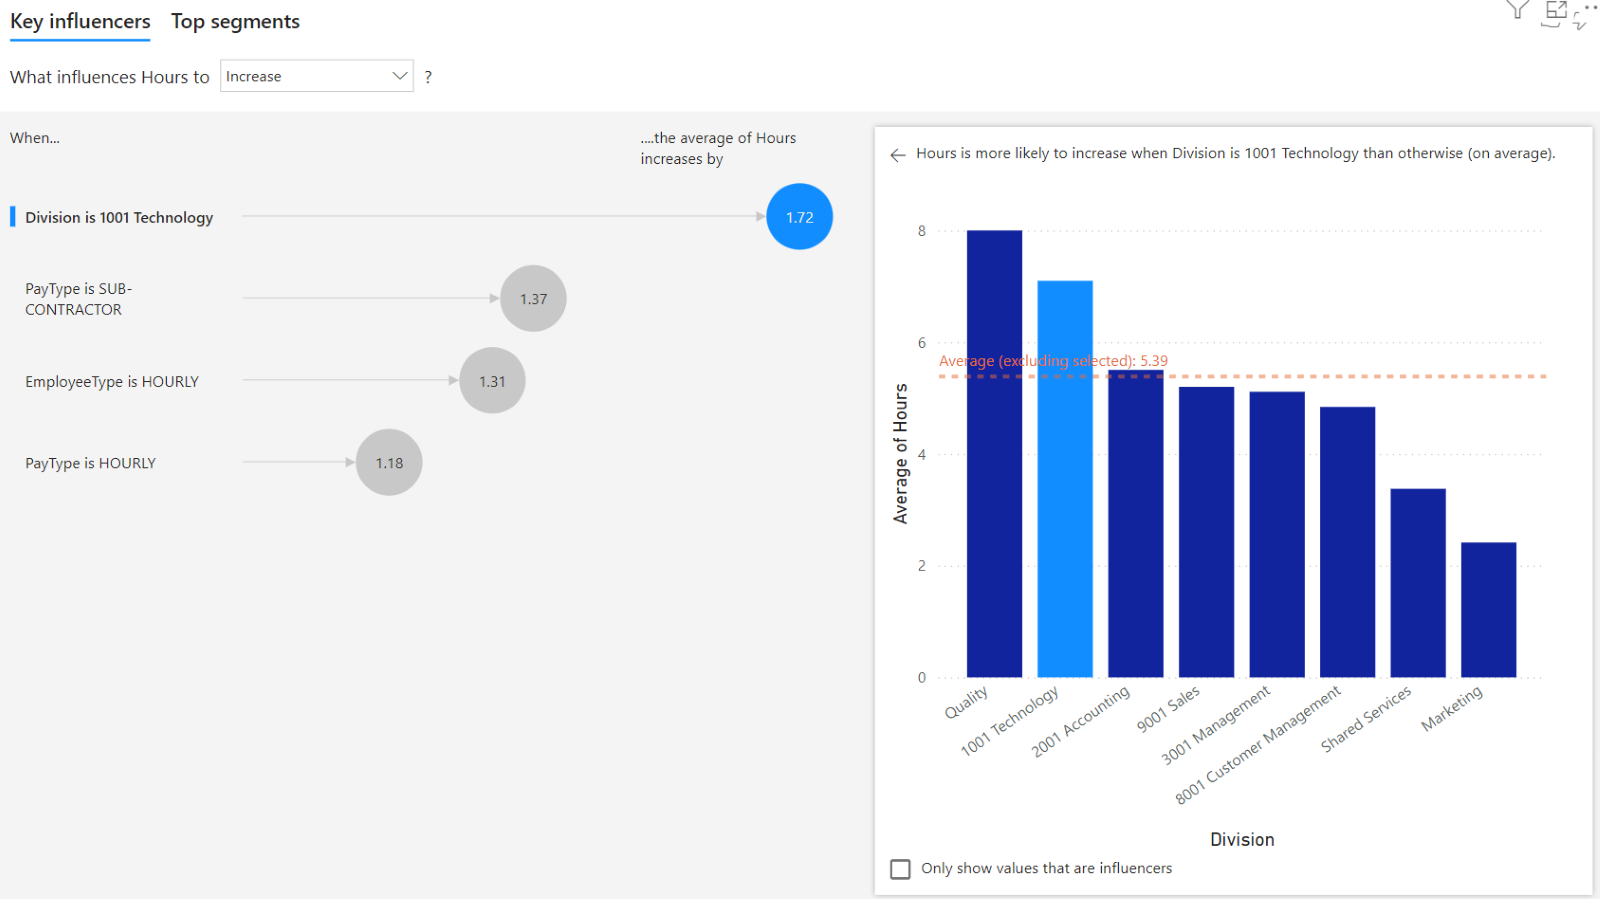 Key influencers Top segments
What influences Hours to Increase ?
When...
....the average of Hours
increases by
Division is 1001 Technology
1.72
PayType is SUB-
CONTRACTOR
1.37
EmployeeType is HOURLY
1.31
PayType is HOURLY
1.18
Hours is more likely to increase when Division is 1001 Technology than otherwise (on average).
8
6
4
2
0
Average (excluding selected): 5.39
Average of Hours
Quality
1001 Technology
2001 Accounting
9001 Sales
3001 Management
8001 Customer Management
Shared Services
Marketing
Division
Only show values that are influencers